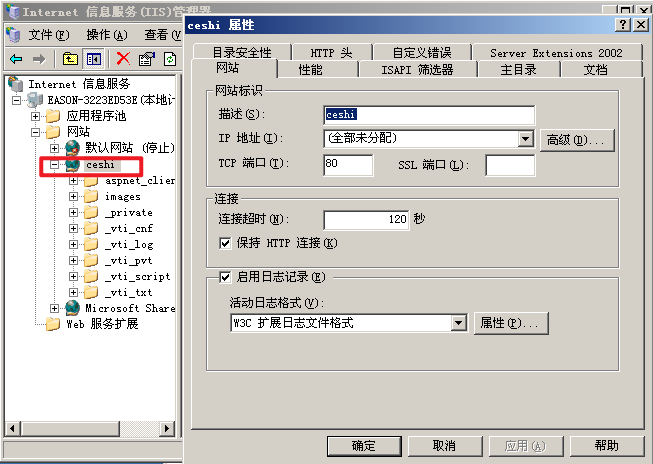 Internet 信息服务(IIS)管理器
文件(F) 操作(A) 查看(V
Internet 信息服务
EASON-3223ED53E(本地计
应用程序池
网站
默认网站 (停止)
ceshi
aspnet_clien
images
_private
_vti_cnf
_vti_log
_vti_pvt
_vti_script
_vti_txt
Microsoft Share
Web 服务扩展
ceshi 属性
目录安全性 HTTP 头 自定义错误 Server Extensions 2002
网站 性能 ISAPI 筛选器 主目录 文档
网站标识
描述(S): ceshi
IP 地址(I): (全部未分配) 高级(D)...
TCP 端口(T): 80 SSL 端口(L):
连接
连接超时(N): 120 秒
保持 HTTP 连接(K)
启用日志记录(E)
活动日志格式(V):
W3C 扩展日志文件格式 属性(P)...
确定 取消 应用(A) 帮助